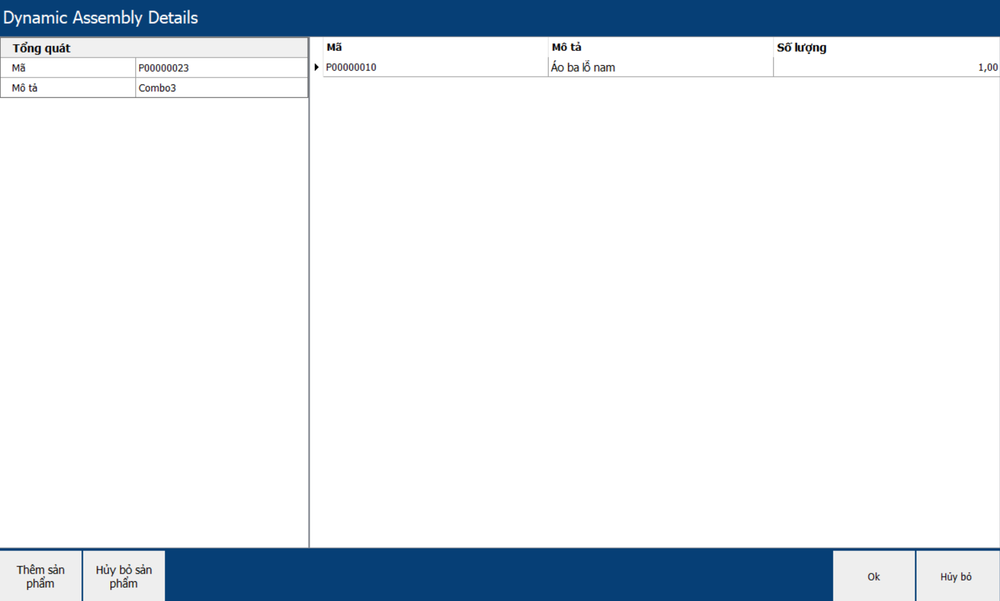 Dynamic Assembly Details
Tổng quát
Mã P00000023
Mô tả Combo3
Mã Mô tả Số lượng
P00000010 Áo ba lỗ nam 1,00
Thêm sản
phẩm
Hủy bỏ sản
phẩm
Ok
Hủy bỏ